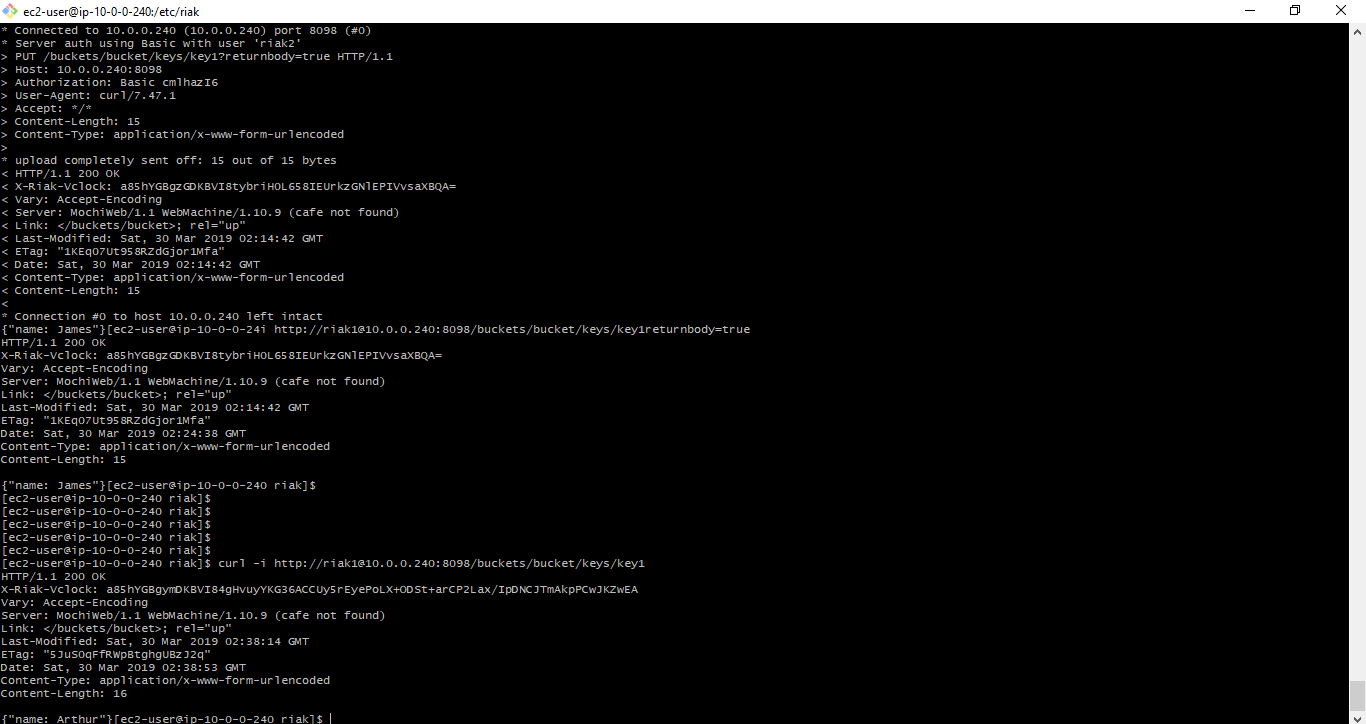 ec2-user@ip-10-0-0-240:/etc/riak
* Connected to 10.0.0.240 (10.0.0.240) port 8098 (#0)
* Server auth using Basic with user 'riak2'
> PUT /buckets/bucket/keys/key1?returnbody=true HTTP/1.1
> Host: 10.0.0.240:8098
> Authorization: Basic cmlhazI6
> User-Agent: curl/7.47.1
> Accept: */*
> Content-Length: 15
> Content-Type: application/x-www-form-urlencoded
>
* upload completely sent off: 15 out of 15 bytes
< HTTP/1.1 200 OK
< X-Riak-Vclock: a85hYGBgzGDKBVI8tybriHOL658IEUrkzGNlEPIVvsaXBQA=
< Vary: Accept-Encoding
< Server: MochiWeb/1.1 WebMachine/1.10.9 (cafe not found)
< Link: </buckets/bucket>; rel="up"
< Last-Modified: Sat, 30 Mar 2019 02:14:42 GMT
< ETag: "1KEq07Ut958RZdGjor1Mfa"
< Date: Sat, 30 Mar 2019 02:14:42 GMT
< Content-Type: application/x-www-form-urlencoded
< Content-Length: 15
<
* Connection #0 to host 10.0.0.240 left intact
{"name: James"}[ec2-user@ip-10-0-0-24i http://riak1@10.0.0.240:8098/buckets/bucket/keys/key1returnbody=true
HTTP/1.1 200 OK
X-Riak-Vclock: a85hYGBgzGDKBVI8tybriHOL658IEUrkzGNlEPIVvsaXBQA=
Vary: Accept-Encoding
Server: MochiWeb/1.1 WebMachine/1.10.9 (cafe not found)
Link: </buckets/bucket>; rel="up"
Last-Modified: Sat, 30 Mar 2019 02:14:42 GMT
ETag: "1KEq07Ut958RZdGjor1Mfa"
Date: Sat, 30 Mar 2019 02:24:38 GMT
Content-Type: application/x-www-form-urlencoded
Content-Length: 15

{"name: James"}[ec2-user@ip-10-0-0-240 riak]$
[ec2-user@ip-10-0-0-240 riak]$
[ec2-user@ip-10-0-0-240 riak]$
[ec2-user@ip-10-0-0-240 riak]$
[ec2-user@ip-10-0-0-240 riak]$
[ec2-user@ip-10-0-0-240 riak]$
[ec2-user@ip-10-0-0-240 riak]$ curl -i http://riak1@10.0.0.240:8098/buckets/bucket/keys/key1
HTTP/1.1 200 OK
X-Riak-Vclock: a85hYGBgymDKBVI84gHvuyYKG36ACCUy5rEyePoLX+ODSt+arCP2Lax/IpDNCJTmAkpPCwJKZwEA
Vary: Accept-Encoding
Server: MochiWeb/1.1 WebMachine/1.10.9 (cafe not found)
Link: </buckets/bucket>; rel="up"
Last-Modified: Sat, 30 Mar 2019 02:38:14 GMT
ETag: "5JuSOqFfRWpBtghgUBzJ2q"
Date: Sat, 30 Mar 2019 02:38:53 GMT
Content-Type: application/x-www-form-urlencoded
Content-Length: 16

{"name: Arthur"}[ec2-user@ip-10-0-0-240 riak]$